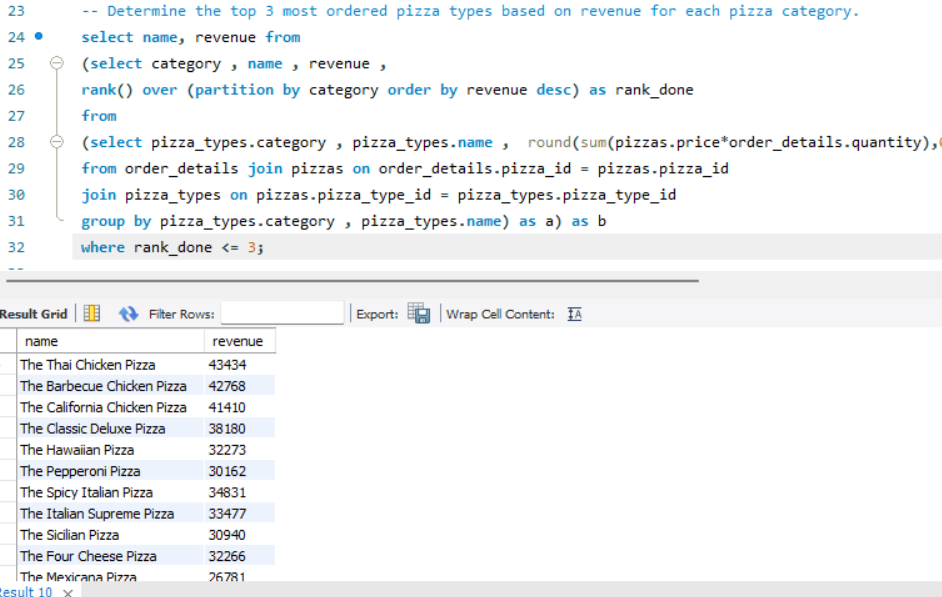 23 -- Determine the top 3 most ordered pizza types based on revenue for each pizza category.
24 select name, revenue from
25 (select category , name , revenue ,
26 rank() over (partition by category order by revenue desc) as rank_done
27 from
28 (select pizza_types.category , pizza_types.name , round(sum(pizzas.price*order_details.quantity),
29 from order_details join pizzas on order_details.pizza_id = pizzas.pizza_id
30 join pizza_types on pizzas.pizza_type_id = pizza_types.pizza_type_id
31 group by pizza_types.category , pizza_types.name) as a) as b
32 where rank_done <= 3;
Result Grid Filter Rows: Export: Wrap Cell Content:
name revenue
The Thai Chicken Pizza 43434
The Barbecue Chicken Pizza 42768
The California Chicken Pizza 41410
The Classic Deluxe Pizza 38180
The Hawaiian Pizza 32273
The Pepperoni Pizza 30162
The Spicy Italian Pizza 34831
The Italian Supreme Pizza 33477
The Sicilian Pizza 30940
The Four Cheese Pizza 32266
The Mexicana Pizza 26781
Result 10